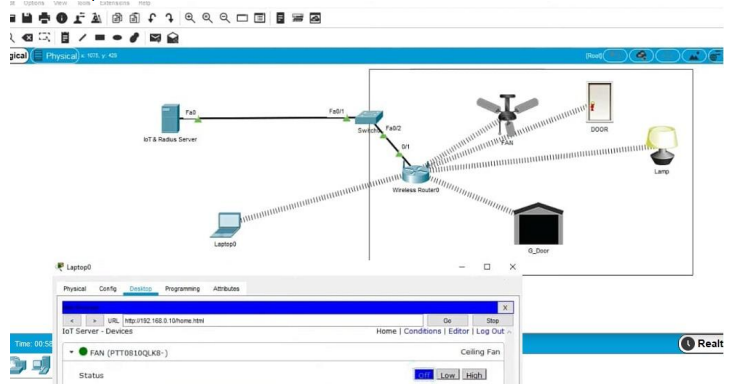 Options View Tools Extensions Help
gical Physical x: 1075, y: 429 [Root]
Fa0 Fa0/1
IoT & Radius Server
Switch Fa0/2
0/1
FAN
DOOR
Lamp
Wireless Router0
Laptop0
G_Door
Laptop0
Physical Config Desktop Programming Attributes
X
< > URL http://192.168.0.10/home.html Go Stop
IoT Server - Devices Home | Conditions | Editor | Log Out
FAN (PTT0810QLK8-) Ceiling Fan
Status Off Low High
Time: 00:58
Realt